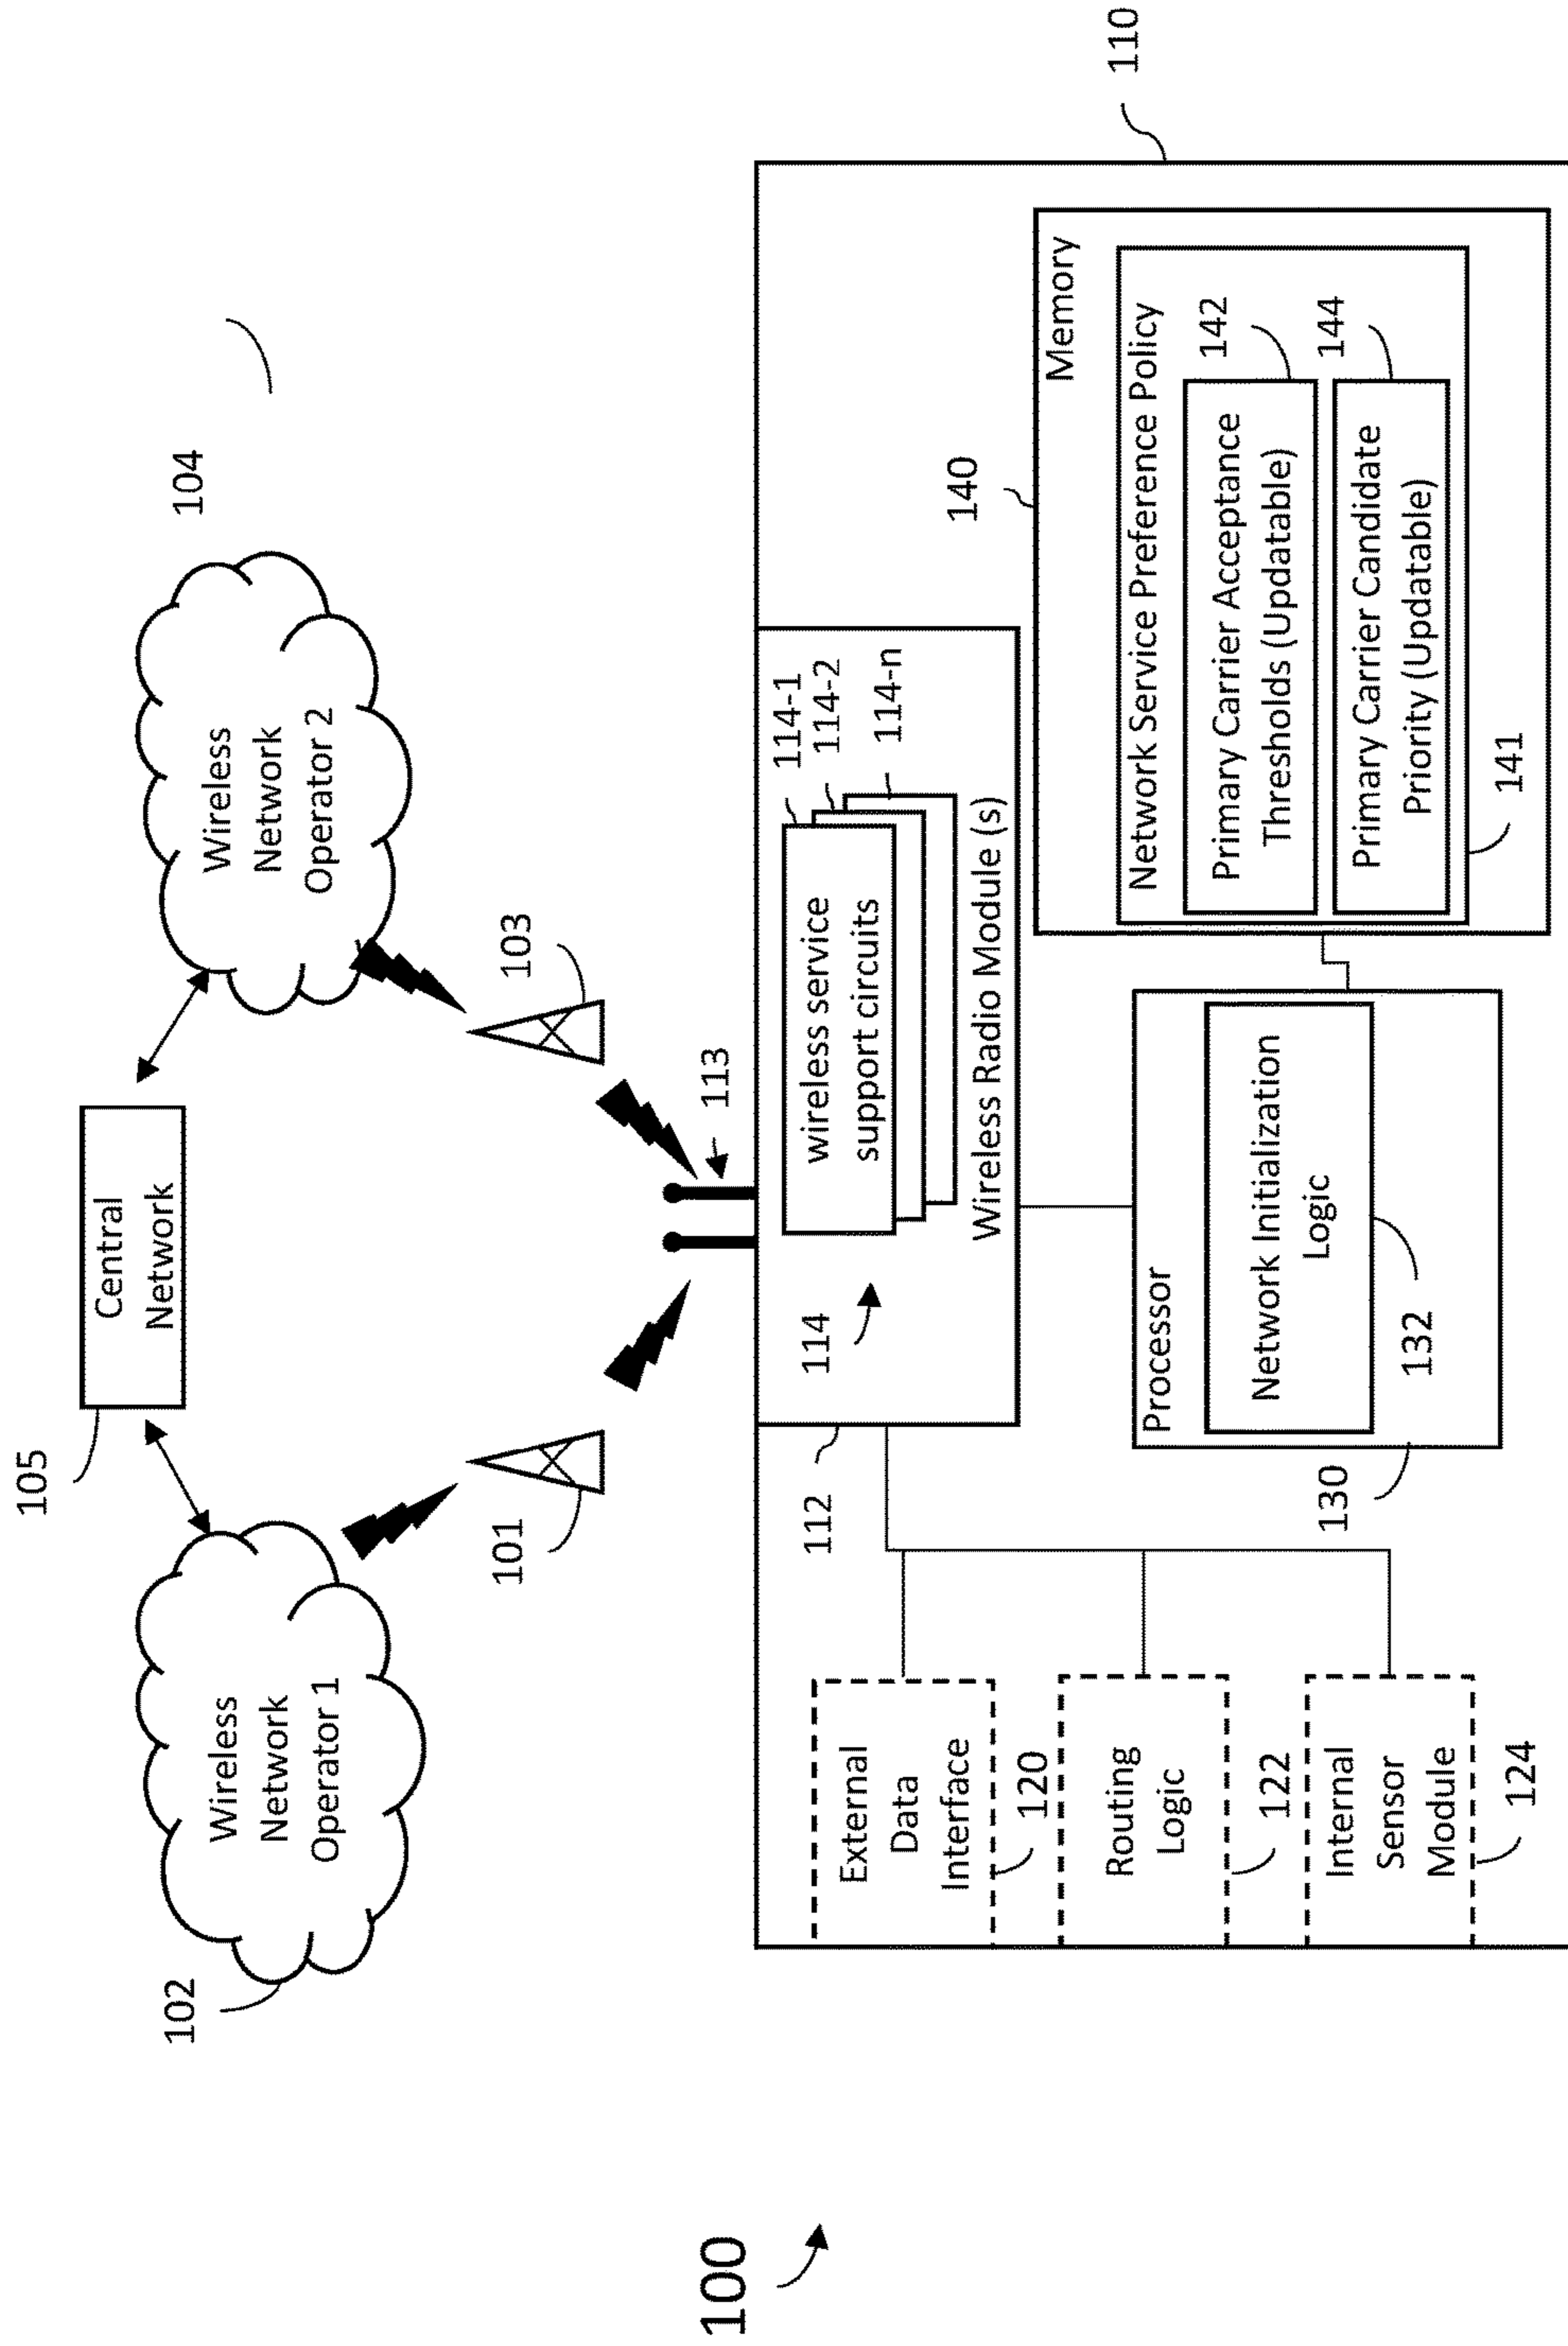 100
105
Central
Network
102
Wireless
Network
Operator 1
104
Wireless
Network
Operator 2
101
103
113
110
112
114
wireless service
support circuits
114-1
114-2
114-n
Wireless Radio Module (s)
External
Data
Interface
120
Routing
Logic
122
Internal
Sensor
Module
124
Processor
Network Initialization
Logic
130
132
140
Memory
Network Service Preference Policy
Primary Carrier Acceptance
Thresholds (Updatable)
142
Primary Carrier Candidate
Priority (Updatable)
144
141